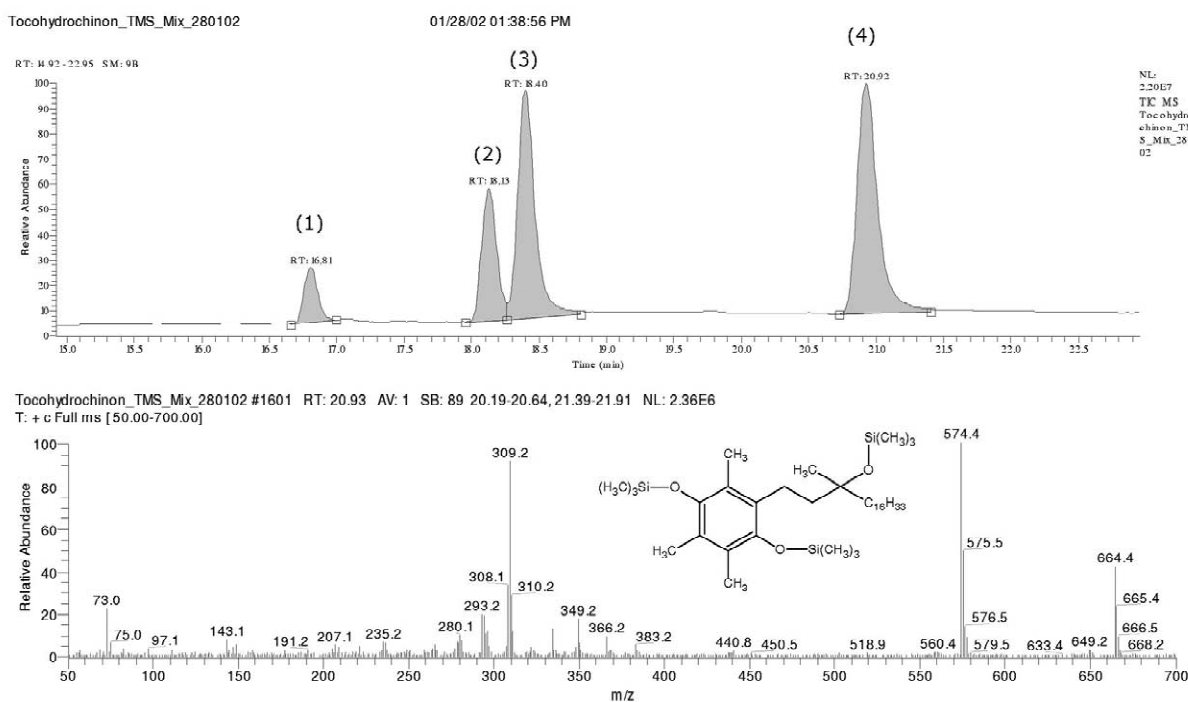 Tocohydrochinon_TMS_Mix_280102 01/28/02 01:38:56 PM
RT: 14.92 - 22.95 SM: 9B
(1)
(2)
(3)
(4)
RT: 16.81
RT: 18.13
RT: 18.40
RT: 20.92
NL:
2.20E7
TIC MS
Tocohydro
chinon_TM
S_Mix_28
02
Relative Abundance
100
90
80
70
60
50
40
30
20
10
0
15.0 15.5 16.0 16.5 17.0 17.5 18.0 18.5 19.0 19.5 20.0 20.5 21.0 21.5 22.0 22.5
Time (min)
Tocohydrochinon_TMS_Mix_280102 #1601 RT: 20.93 AV: 1 SB: 89 20.19-20.64, 21.39-21.91 NL: 2.36E6
T: + c Full ms [50.00-700.00]
Relative Abundance
100
80
60
40
20
0
73.0
75.0
97.1
143.1
191.2
207.1
235.2
280.1
293.2
308.1
309.2
310.2
349.2
366.2
383.2
440.8
450.5
518.9
560.4
574.4
575.5
576.5
579.5
633.4
649.2
664.4
665.4
666.5
668.2
Si(CH3)3
O
H3C
C16H33
CH3
(H3C)3Si—O
O—Si(CH3)3
H3C
CH3
50 100 150 200 250 300 350 400 450 500 550 600 650 700
m/z